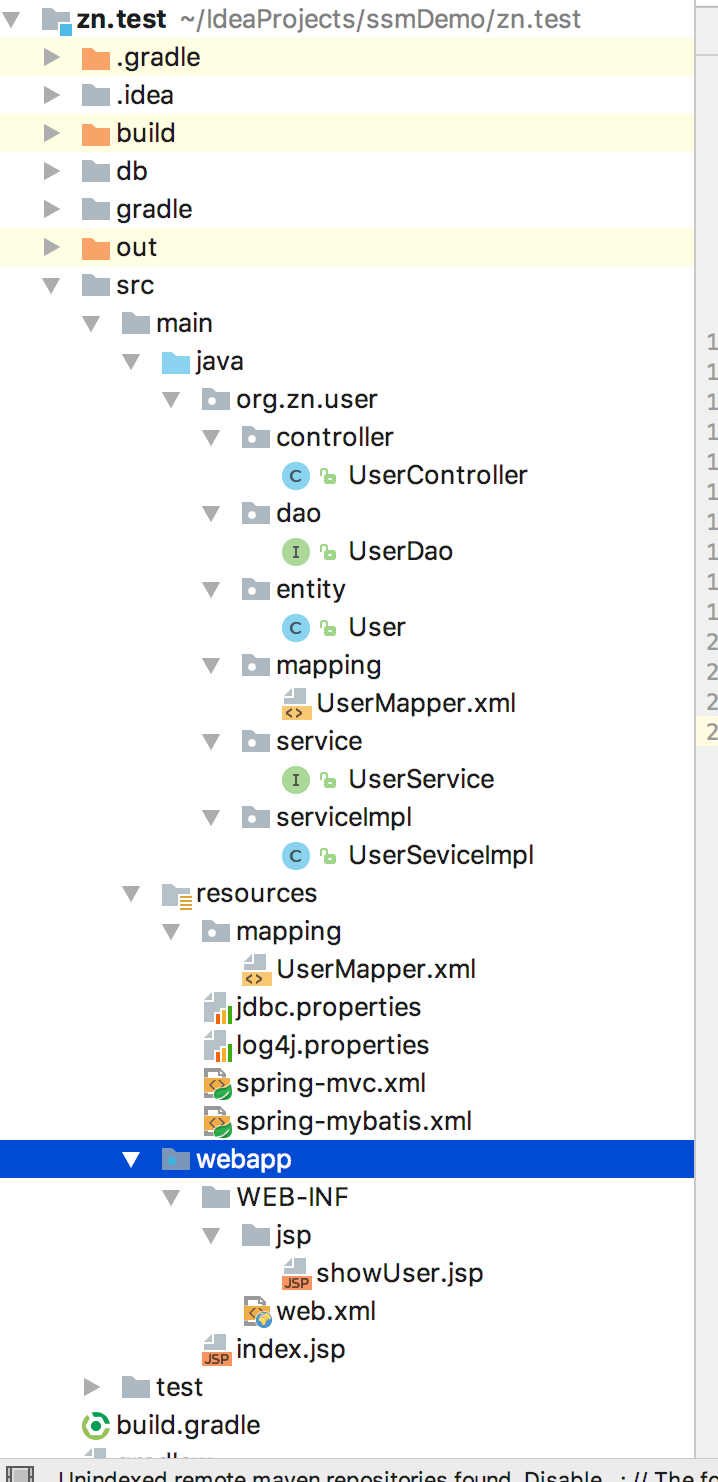 zn.test ~/IdeaProjects/ssmDemo/zn.test
.gradle
.idea
build
db
gradle
out
src
main
java
org.zn.user
controller
C UserController
dao
I UserDao
entity
C User
mapping
UserMapper.xml
service
I UserService
serviceImpl
C UserSeviceImpl
resources
mapping
UserMapper.xml
jdbc.properties
log4j.properties
spring-mvc.xml
spring-mybatis.xml
webapp
WEB-INF
jsp
JSP showUser.jsp
web.xml
JSP index.jsp
test
build.gradle
Unindexed remote maven repositories found. Disable...: // The fo